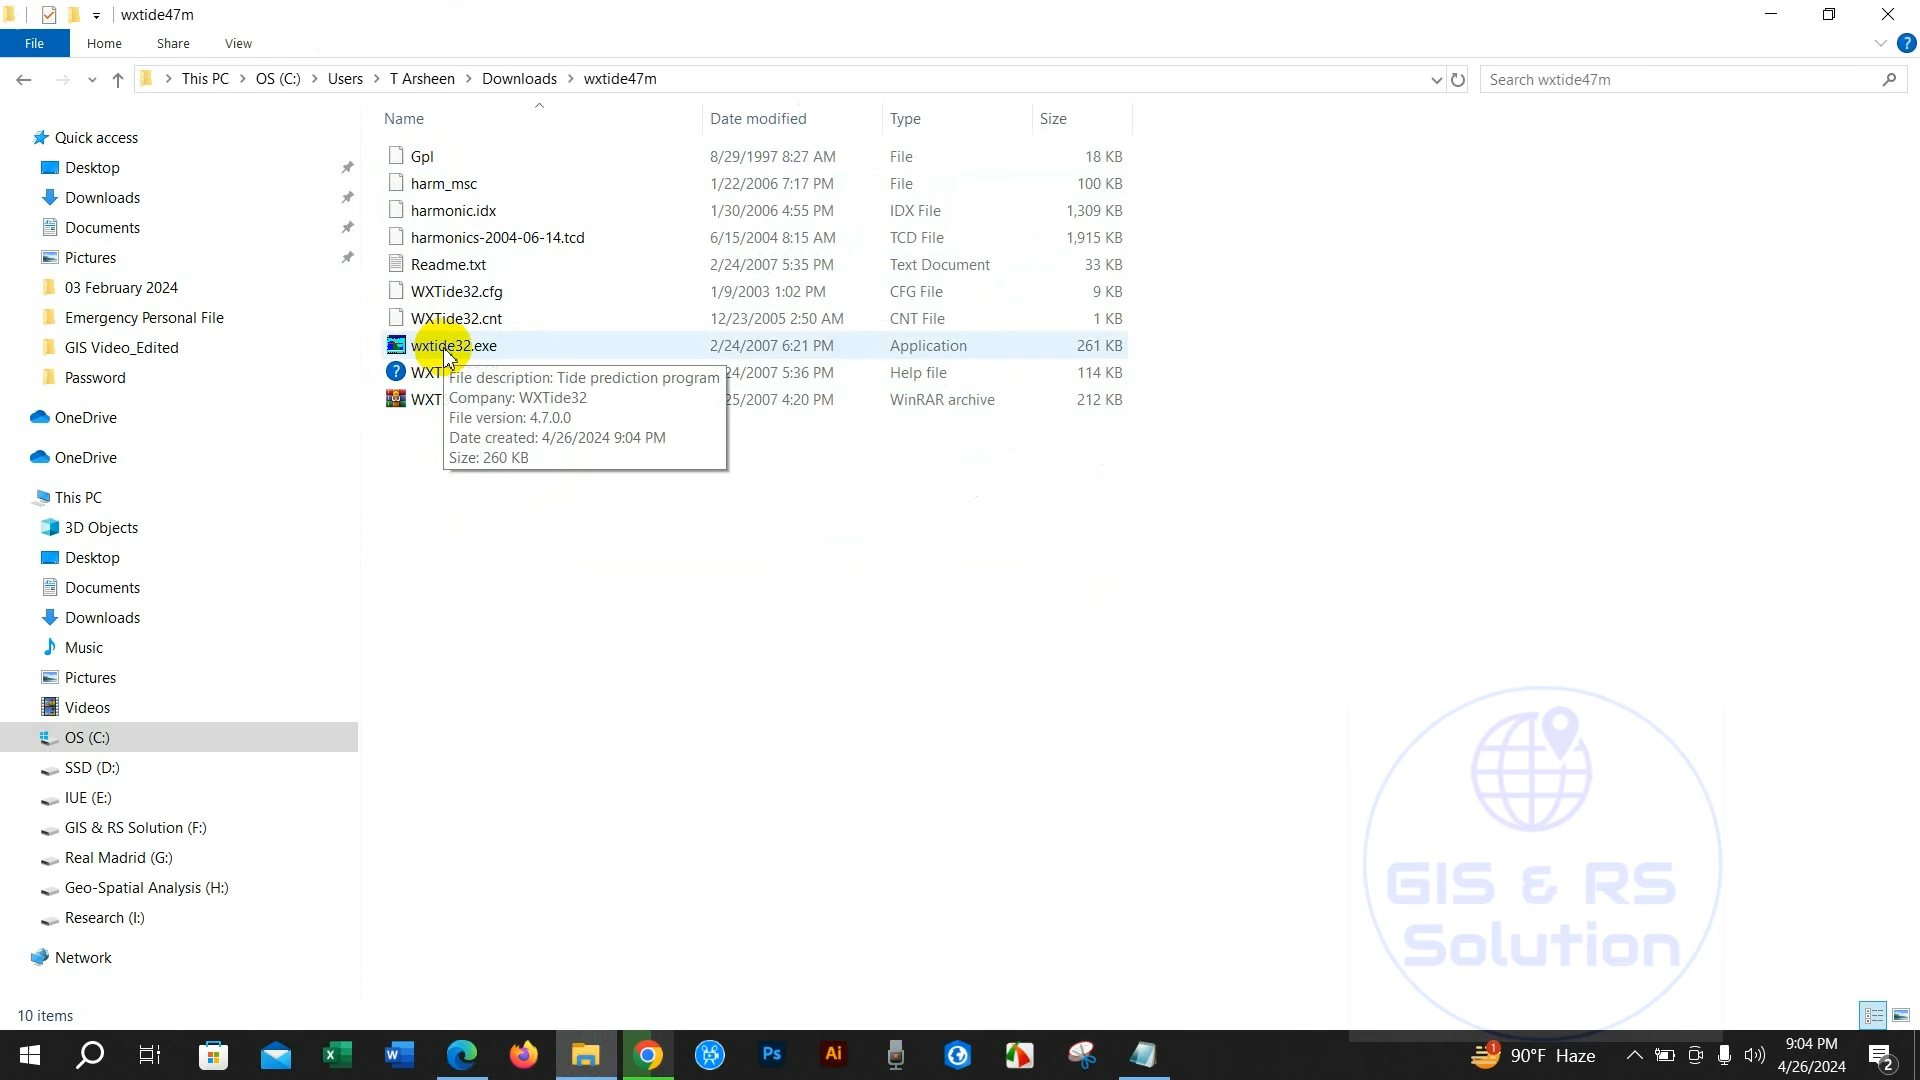 wxtide47m
File Home Share View
This PC OS (C:) Users T Arsheen Downloads wxtide47m
Search wxtide47m
Name Date modified Type Size
Gpl 8/29/1997 8:27 AM File 18 KB
harm_msc 1/22/2006 7:17 PM File 100 KB
harmonic.idx 1/30/2006 4:55 PM IDX File 1,309 KB
harmonics-2004-06-14.tcd 6/15/2004 8:15 AM TCD File 1,915 KB
Readme.txt 2/24/2007 5:35 PM Text Document 33 KB
WXTide32.cfg 1/9/2003 1:02 PM CFG File 9 KB
WXTide32.cnt 12/23/2005 2:50 AM CNT File 1 KB
wxtide32.exe 2/24/2007 6:21 PM Application 261 KB
WXT 24/2007 5:36 PM Help file 114 KB
WXT 25/2007 4:20 PM WinRAR archive 212 KB
File description: Tide prediction program
Company: WXTide32
File version: 4.7.0.0
Date created: 4/26/2024 9:04 PM
Size: 260 KB
Quick access
Desktop
Downloads
Documents
Pictures
03 February 2024
Emergency Personal File
GIS Video_Edited
Password
OneDrive
OneDrive
This PC
3D Objects
Desktop
Documents
Downloads
Music
Pictures
Videos
OS (C:)
SSD (D:)
IUE (E:)
GIS & RS Solution (F:)
Real Madrid (G:)
Geo-Spatial Analysis (H:)
Research (I:)
Network
GIS & RS
Solution
10 items
Ps
Ai
1
90°F Haze
9:04 PM
4/26/2024
2